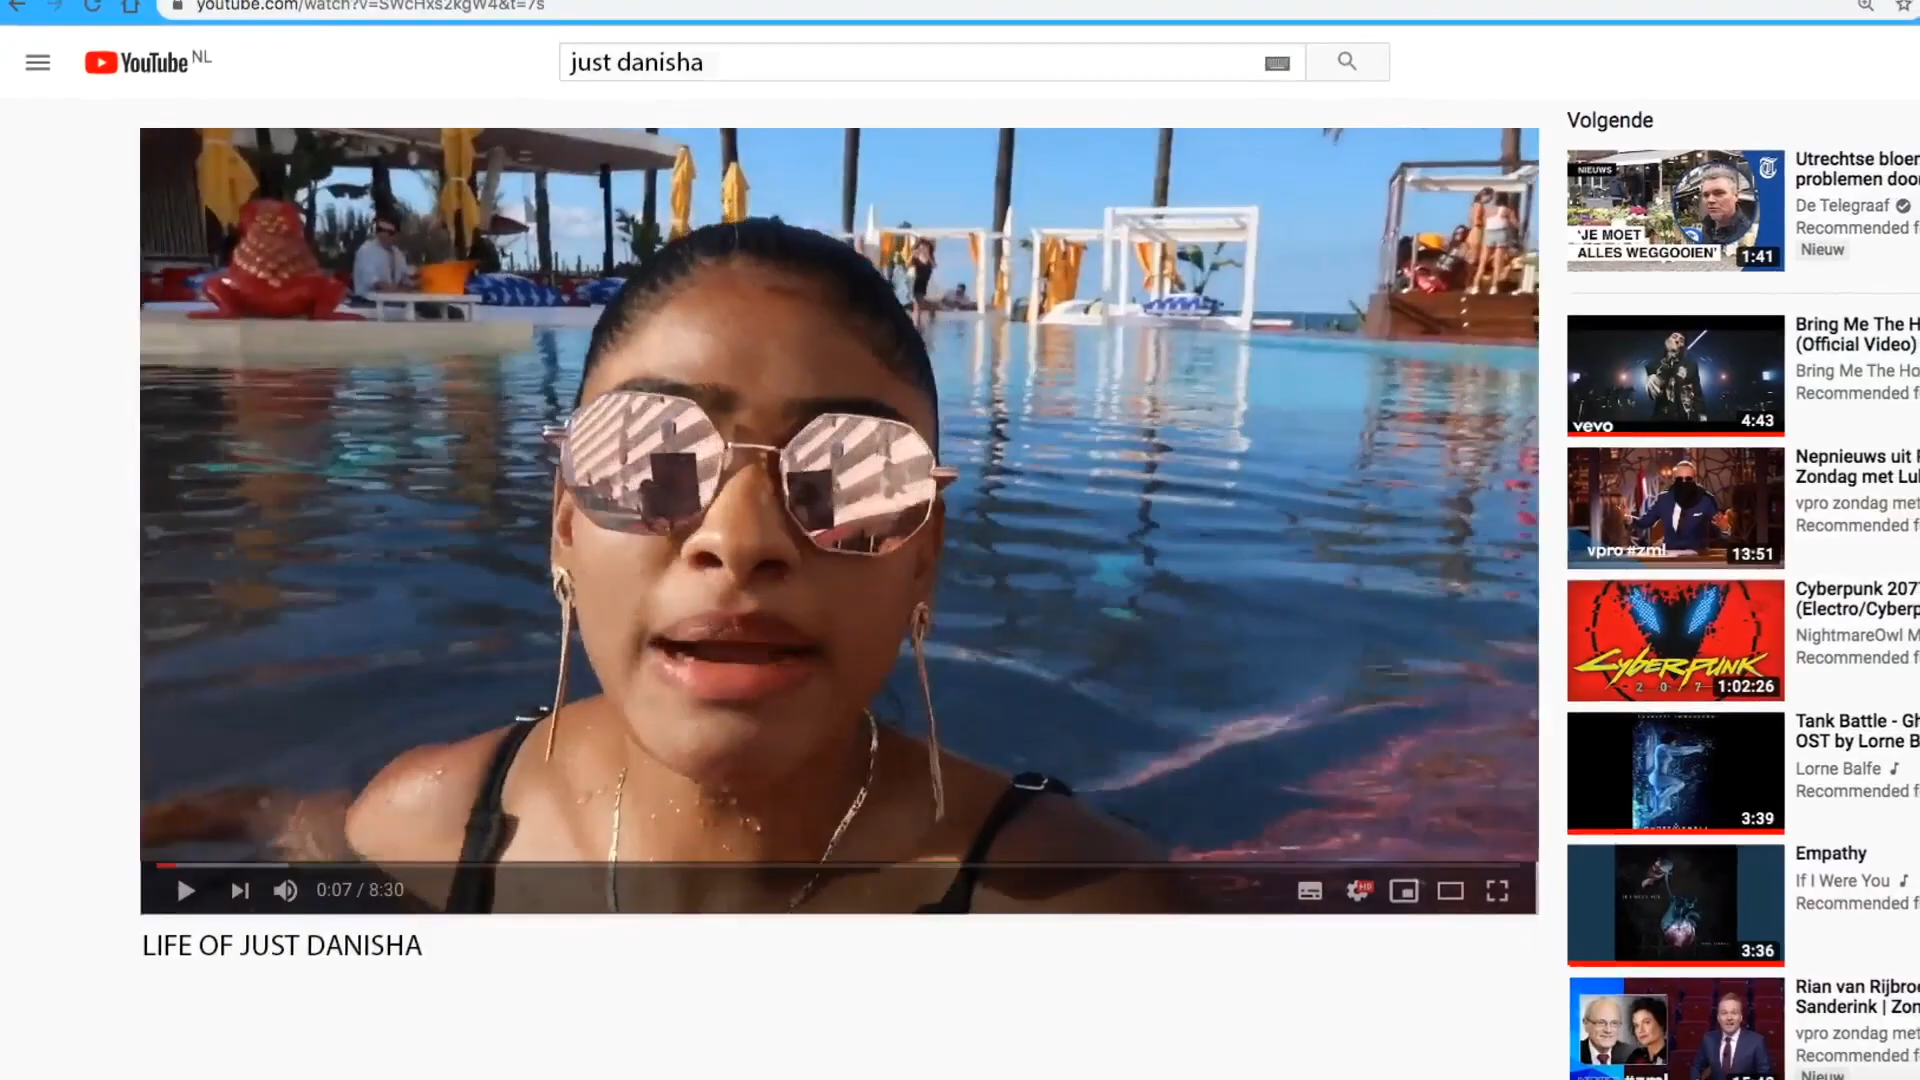 youtube.com/watch?v=SWcHxs2kgW4&t=7s
YouTube NL
just danisha
Volgende
NIEUWS
'JE MOET
ALLES WEGGOOIEN'
1:41
Utrechtse bloe
problemen doo
De Telegraaf
Recommended f
Nieuw
vevo
4:43
Bring Me The H
(Official Video)
Bring Me The Ho
Recommended f
vpro #zml
13:51
Nepnieuws uit
Zondag met Lu
vpro zondag met
Recommended f
CYBERPUNK
2 0 7
1:02:26
Cyberpunk 207
(Electro/Cyberp
NightmareOwl M
Recommended f
3:39
Tank Battle - Gh
OST by Lorne B
Lorne Balfe
Recommended f
3:36
Empathy
If I Were You
Recommended f
Rian van Rijbro
Sanderink | Zon
vpro zondag met
Recommended f
Nieuw
HD
0:07 / 8:30
LIFE OF JUST DANISHA